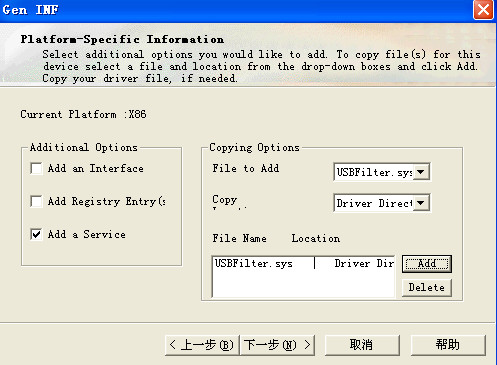 Gen INF
Platform-Specific Information
Select additional options you would like to add. To copy file(s) for this
device select a file and location from the drop-down boxes and click Add.
Copy your driver file, if needed.
Current Platform :X86
Additional Options
Add an Interface
Add Registry Entry(s
Add a Service
Copying Options
File to Add
USBFilter.sys
Copy
Driver Direct
File Name Location
USBFilter.sys Driver Dir
Add
Delete
< 上一步(B) 下一步(N) > 取消 帮助